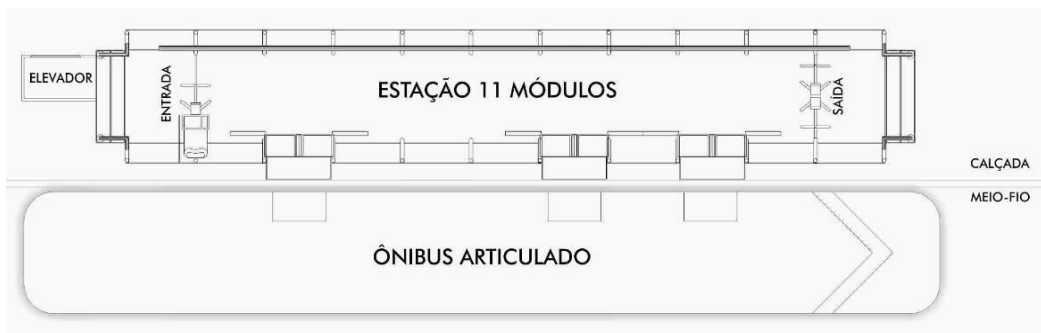 ELEVADOR
ENTRADA
ESTAÇÃO 11 MÓDULOS
SAÍDA
CALÇADA
MEIO-FIO
ÔNIBUS ARTICULADO